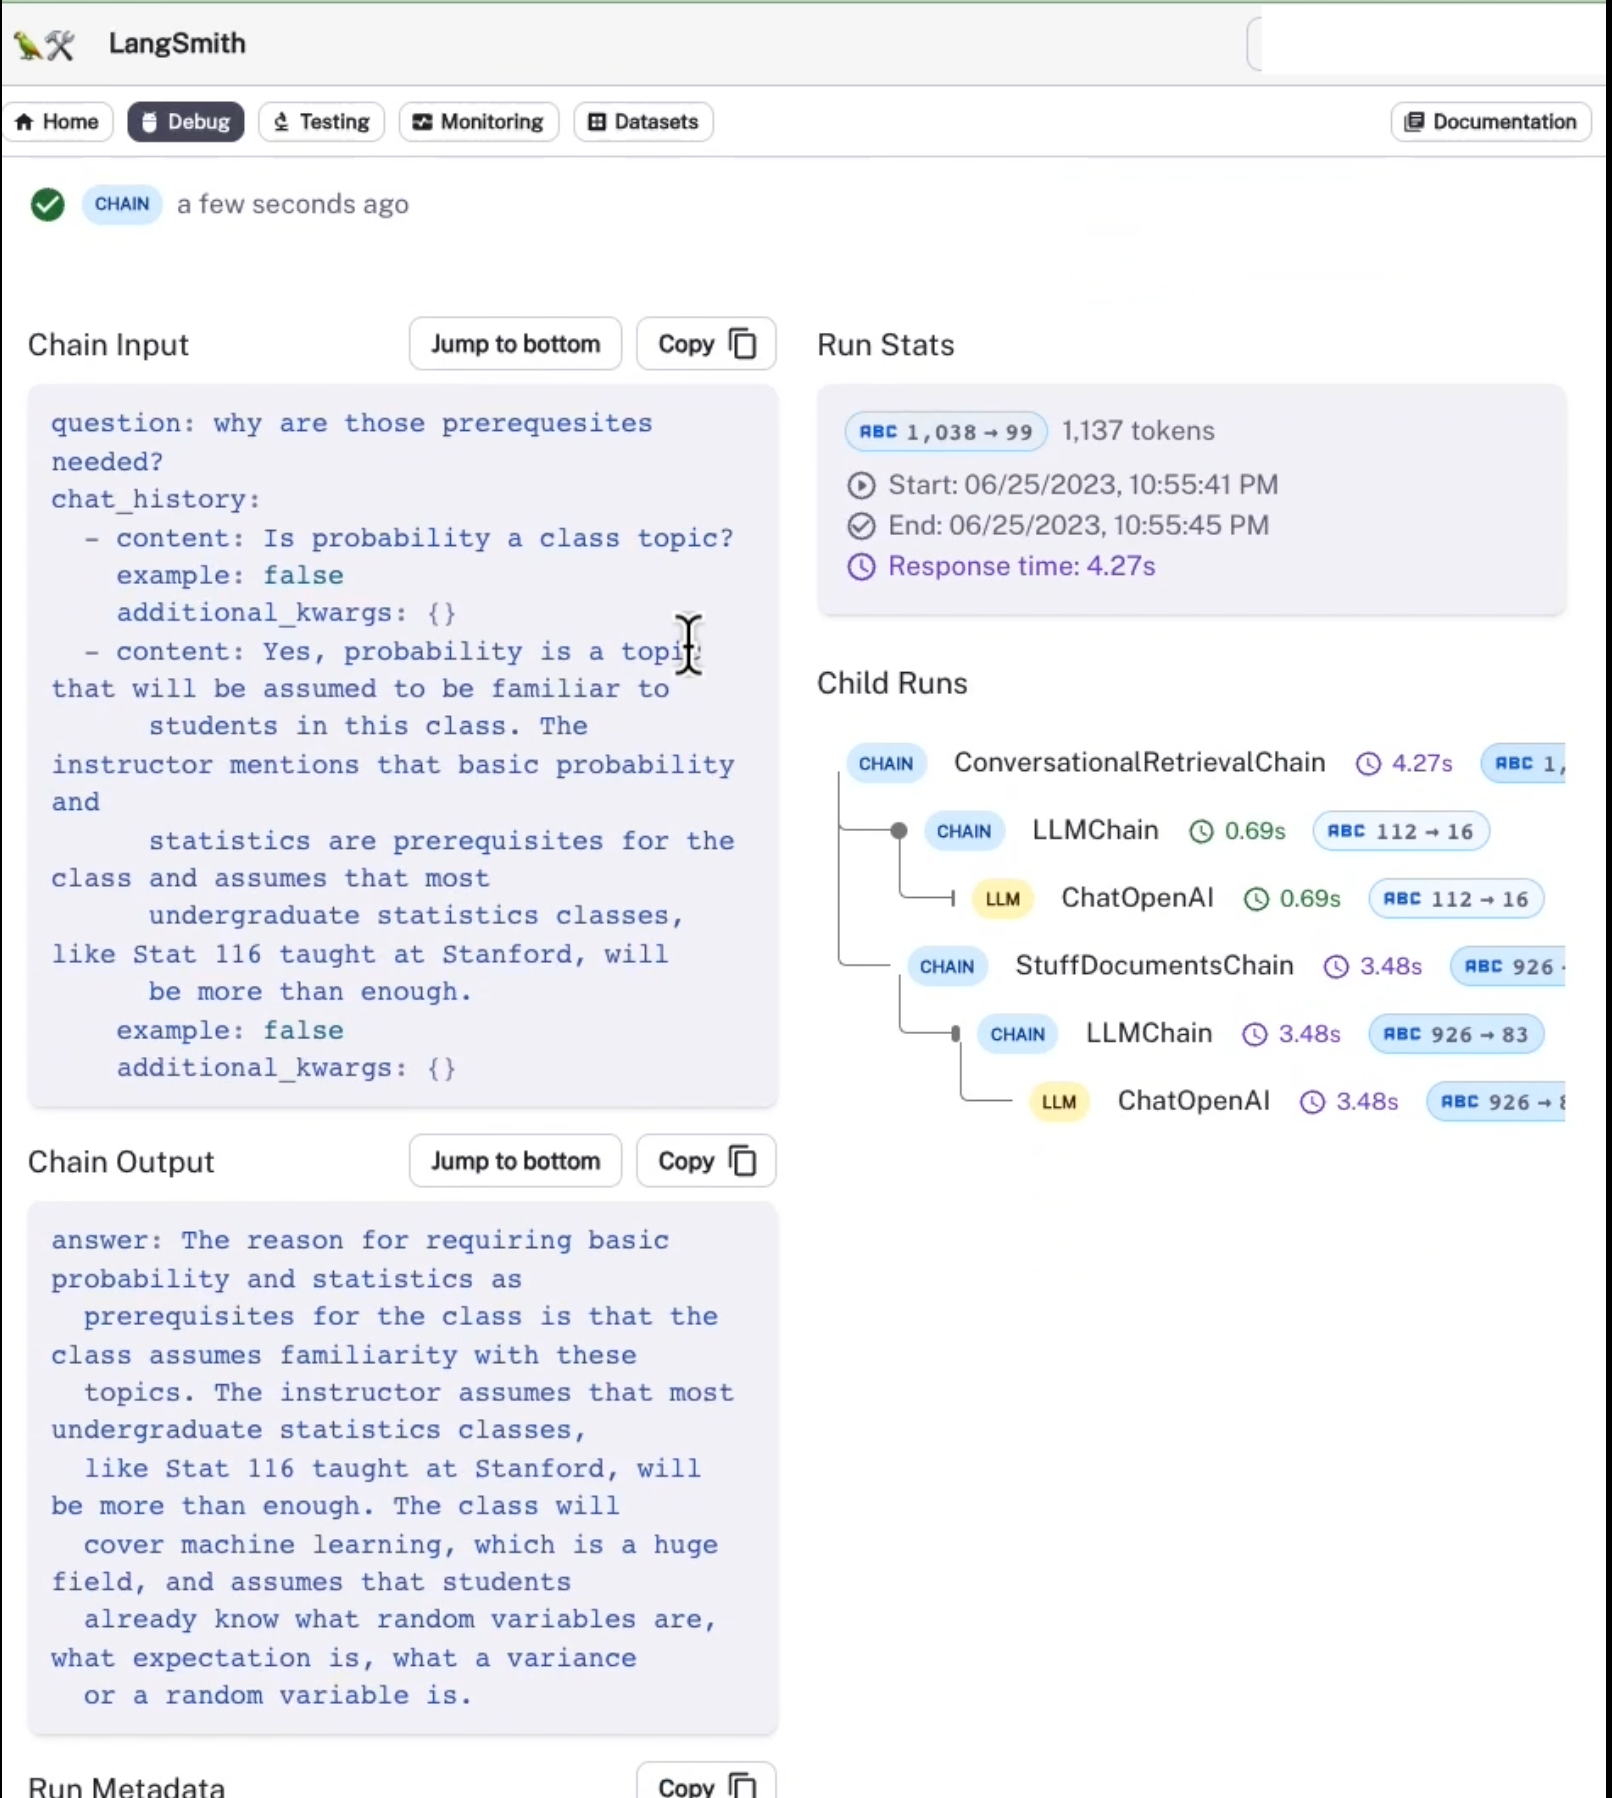 LangSmith
Home
Debug
Testing
Monitoring
Datasets
Documentation
CHAIN a few seconds ago
Chain Input
Jump to bottom
Copy
question: why are those prerequesites
needed?
chat_history:
- content: Is probability a class topic?
example: false
additional_kwargs: {}
- content: Yes, probability is a topic
that will be assumed to be familiar to
students in this class. The
instructor mentions that basic probability
and
statistics are prerequisites for the
class and assumes that most
undergraduate statistics classes,
like Stat 116 taught at Stanford, will
be more than enough.
example: false
additional_kwargs: {}
Chain Output
Jump to bottom
Copy
answer: The reason for requiring basic
probability and statistics as
prerequisites for the class is that the
class assumes familiarity with these
topics. The instructor assumes that most
undergraduate statistics classes,
like Stat 116 taught at Stanford, will
be more than enough. The class will
cover machine learning, which is a huge
field, and assumes that students
already know what random variables are,
what expectation is, what a variance
or a random variable is.
Run Metadata
Copy
Run Stats
ABC 1,038 → 99 1,137 tokens
Start: 06/25/2023, 10:55:41 PM
End: 06/25/2023, 10:55:45 PM
Response time: 4.27s
Child Runs
CHAIN ConversationalRetrievalChain 4.27s ABC 1,
CHAIN LLMChain 0.69s ABC 112 → 16
LLM ChatOpenAI 0.69s ABC 112 → 16
CHAIN StuffDocumentsChain 3.48s ABC 926
CHAIN LLMChain 3.48s ABC 926 → 83
LLM ChatOpenAI 3.48s ABC 926 →